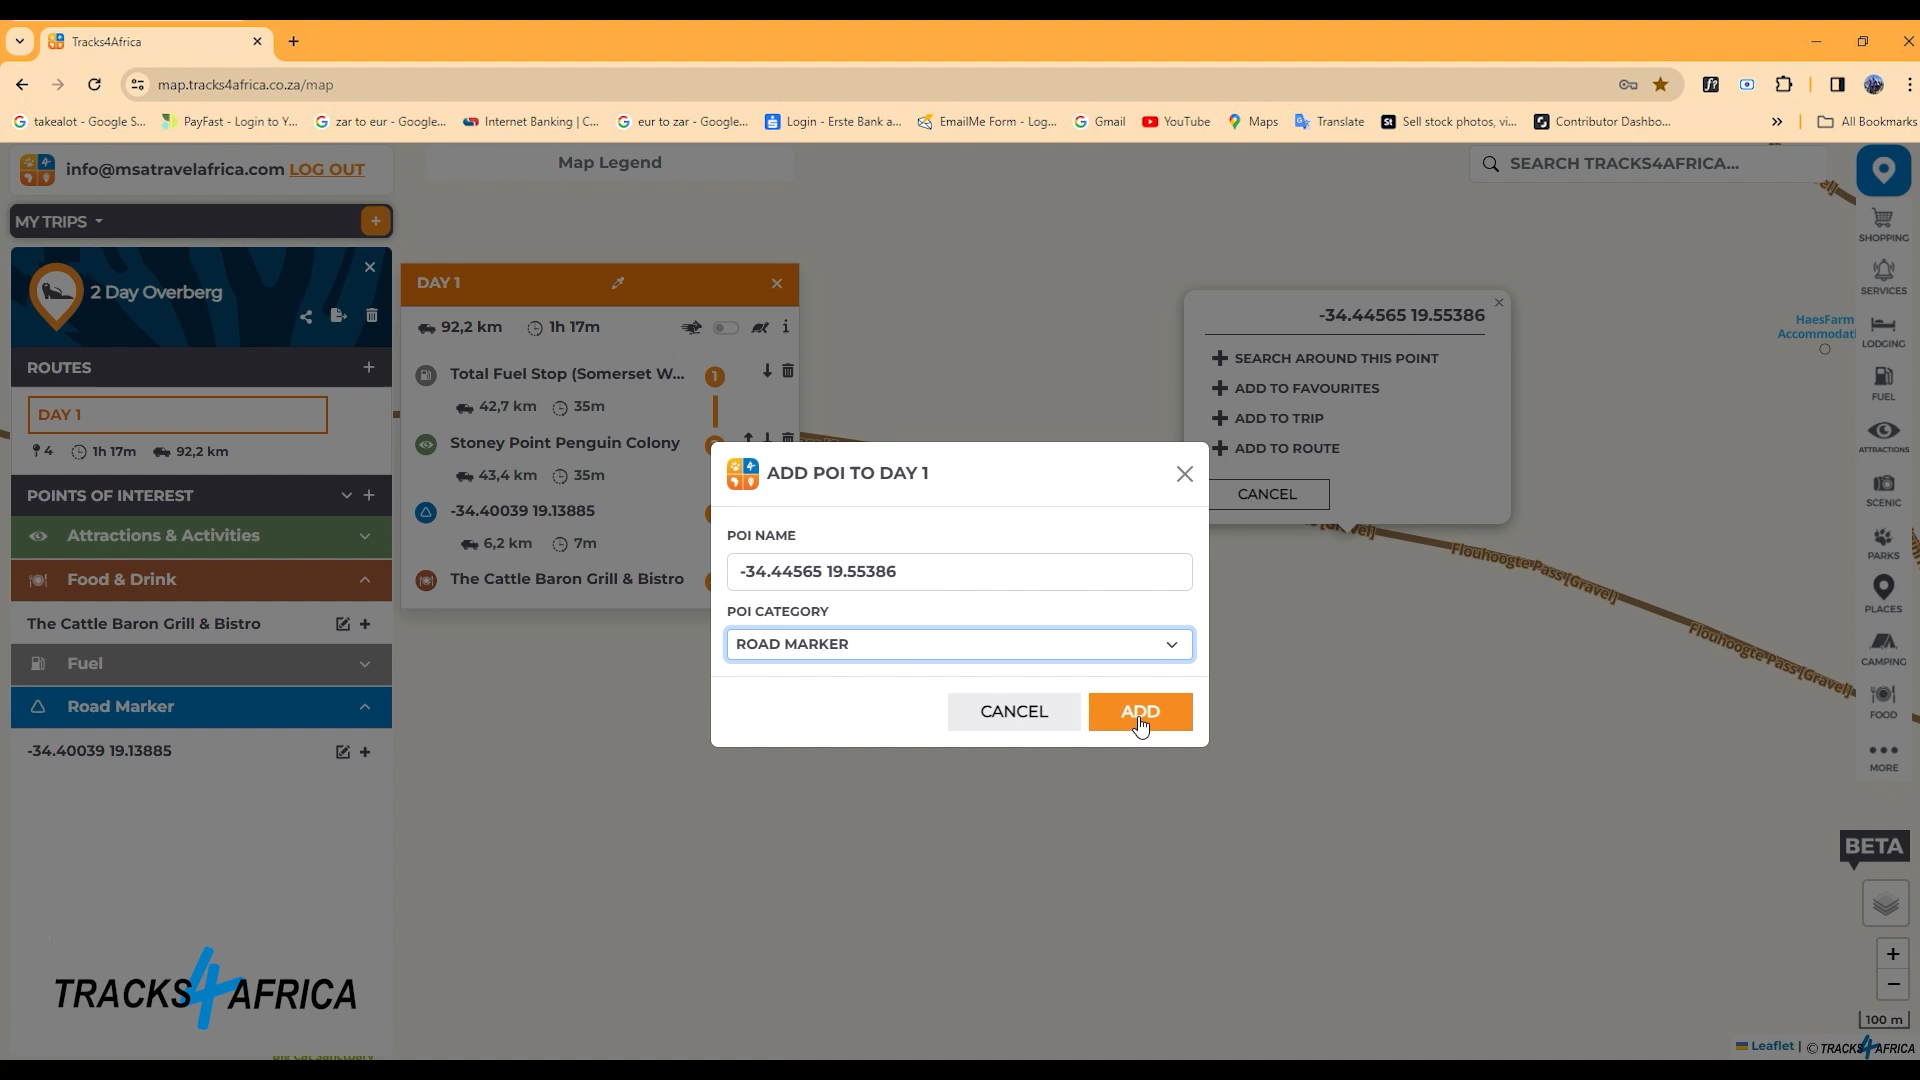 Tracks4Africa
map.tracks4africa.co.za/map
takealot - Google S... PayFast - Login to Y... zar to eur - Google... Internet Banking | C... eur to zar - Google... Login - Erste Bank a... EmailMe Form - Log... Gmail YouTube Maps Translate Sell stock photos, vi... Contributor Dashbo... » All Bookmarks
info@msatravelafrica.com LOG OUT
Map Legend
SEARCH TRACKS4AFRICA...
MY TRIPS
2 Day Overberg
ROUTES
DAY 1
4 1h 17m 92,2 km
POINTS OF INTEREST
Attractions & Activities
Food & Drink
The Cattle Baron Grill & Bistro
Fuel
Road Marker
-34.40039 19.13885
TRACKS4AFRICA
Big Cat Sanctuary
DAY 1
92,2 km 1h 17m
Total Fuel Stop (Somerset W... 1
42,7 km 35m
Stoney Point Penguin Colony
43,4 km 35m
-34.40039 19.13885
6,2 km 7m
The Cattle Baron Grill & Bistro
-34.44565 19.55386
SEARCH AROUND THIS POINT
ADD TO FAVOURITES
ADD TO TRIP
ADD TO ROUTE
CANCEL
ADD POI TO DAY 1
POI NAME
-34.44565 19.55386
POI CATEGORY
ROAD MARKER
CANCEL
ADD
HaesFarm
Accommodati
[Gravel]
Flouhoogte Pass [Gravel]
Flouhoogte Pass [Gravel]
SHOPPING
SERVICES
LODGING
FUEL
ATTRACTIONS
SCENIC
PARKS
PLACES
CAMPING
FOOD
MORE
BETA
+
−
100 m
Leaflet | © TRACKS4AFRICA